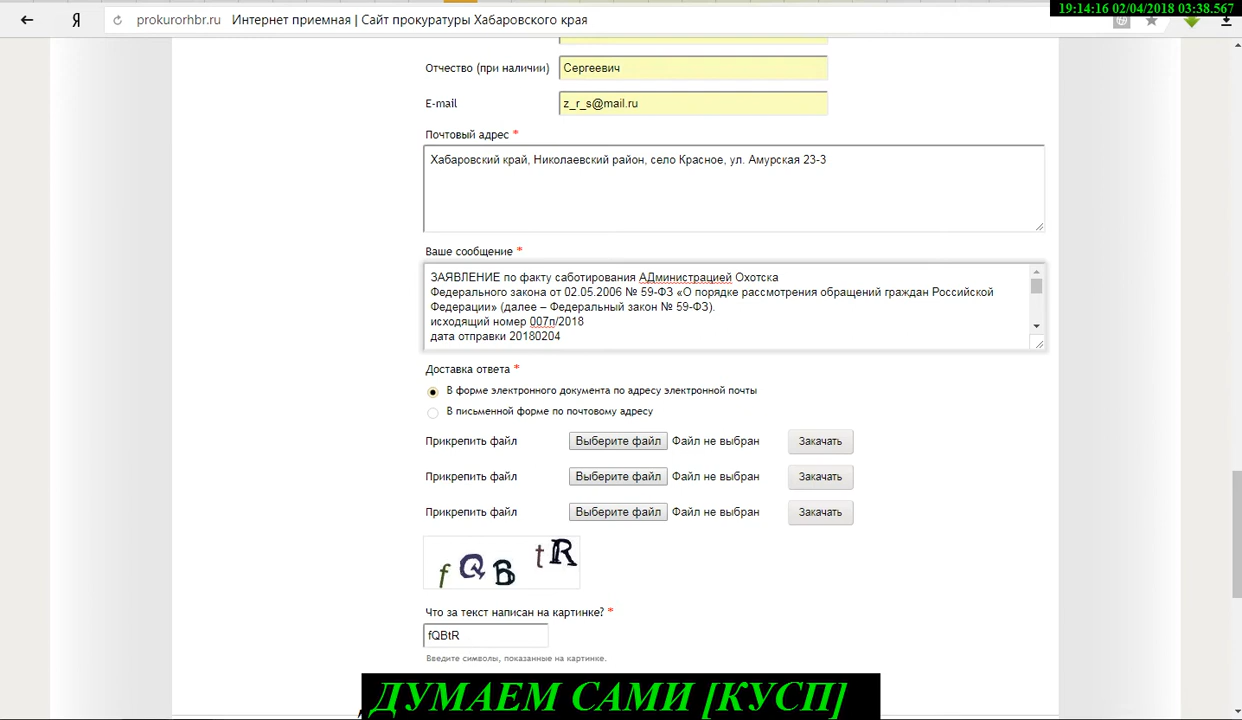 19:14:16 02/04/2018 03:38.567
Я prokurorhbr.ru Интернет приемная | Сайт прокуратуры Хабаровского края
Отчество (при наличии) Сергеевич
E-mail z_r_s@mail.ru
Почтовый адрес *
Хабаровский край, Николаевский район, село Красное, ул. Амурская 23-3
Ваше сообщение *
ЗАЯВЛЕНИЕ по факту саботирования АДминистрацией Охотска
Федерального закона от 02.05.2006 № 59-ФЗ «О порядке рассмотрения обращений граждан Российской
Федерации» (далее – Федеральный закон № 59-ФЗ).
исходящий номер 007п/2018
дата отправки 20180204
Доставка ответа *
В форме электронного документа по адресу электронной почты
В письменной форме по почтовому адресу
Прикрепить файл Выберите файл Файл не выбран Закачать
Прикрепить файл Выберите файл Файл не выбран Закачать
Прикрепить файл Выберите файл Файл не выбран Закачать
fQBtR
Что за текст написан на картинке? *
fQBtR
Введите символы, показанные на картинке.
ДУМАЕМ САМИ [КУСП]